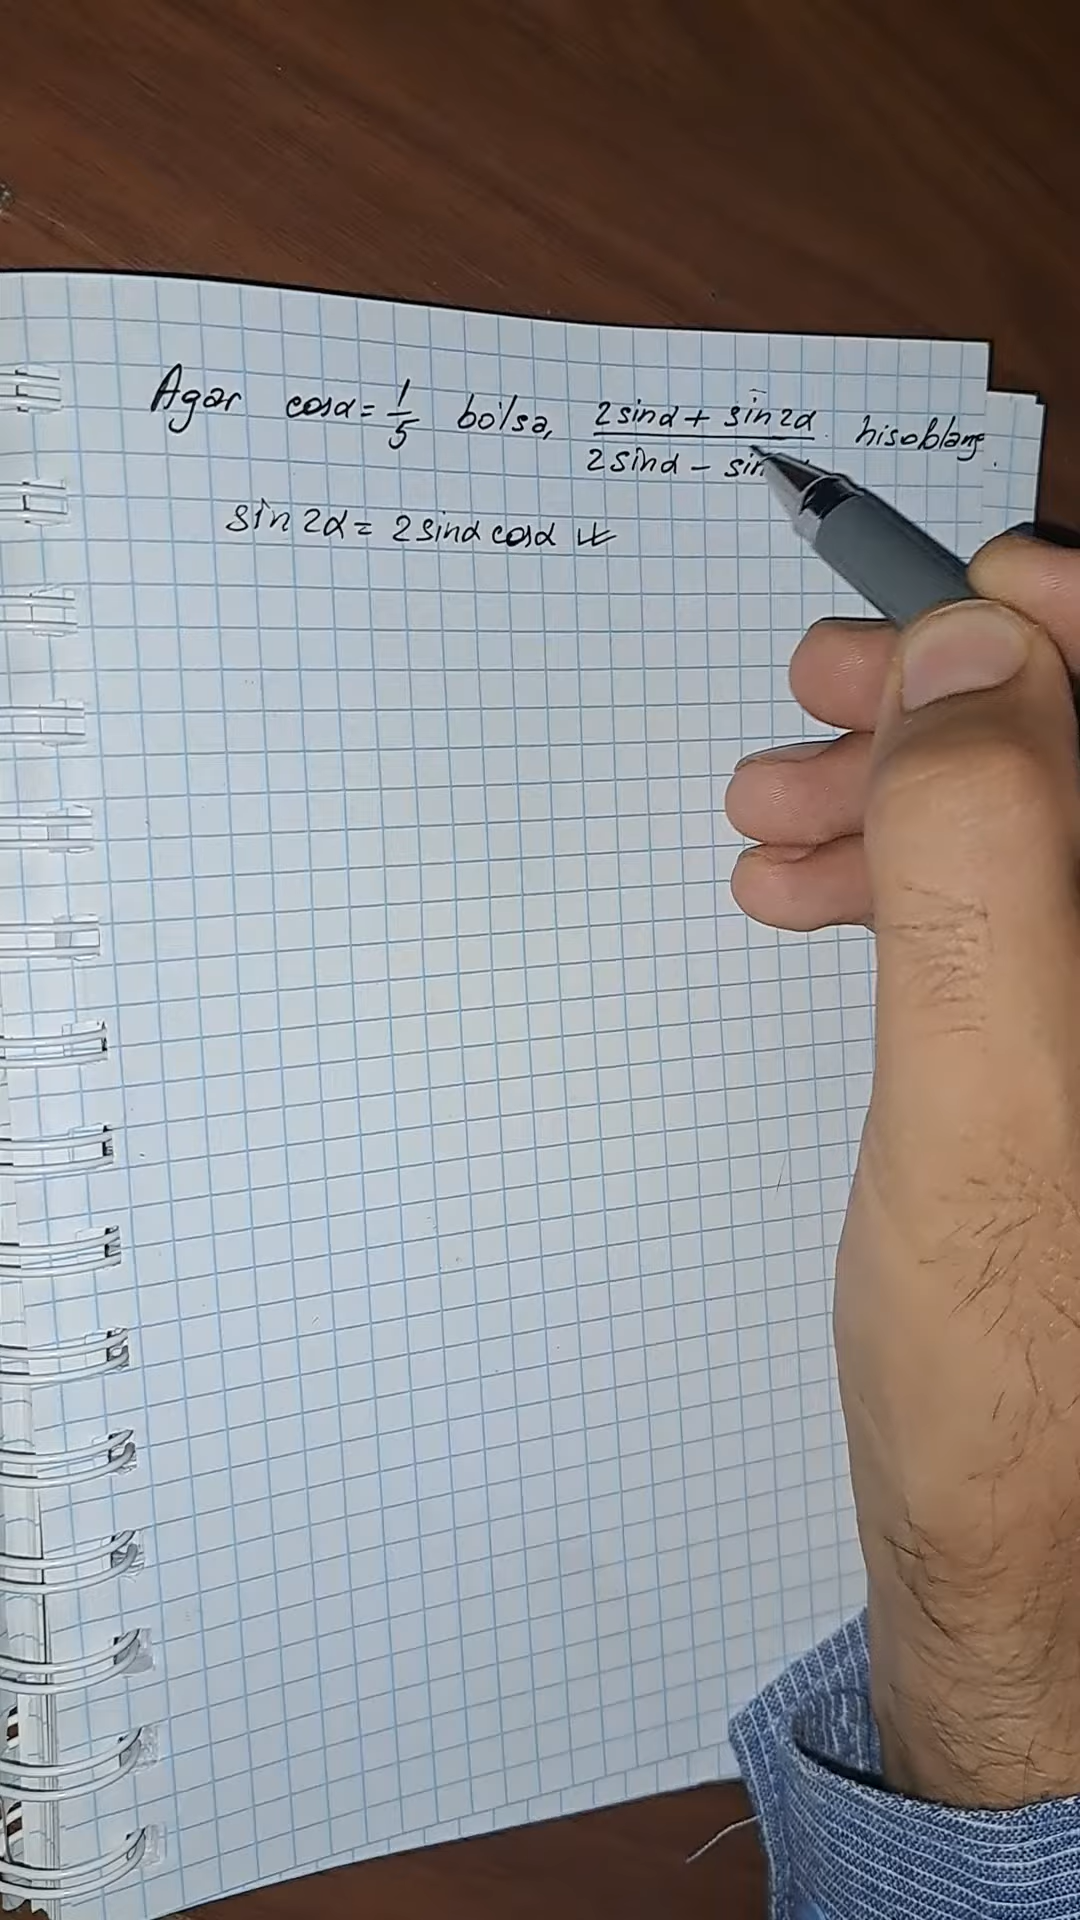 Agar cosα = 1/5 bo'lsa, (2sinα + sin2α)/(2sinα - sin hisoblang.
sin2α = 2sinα cosα